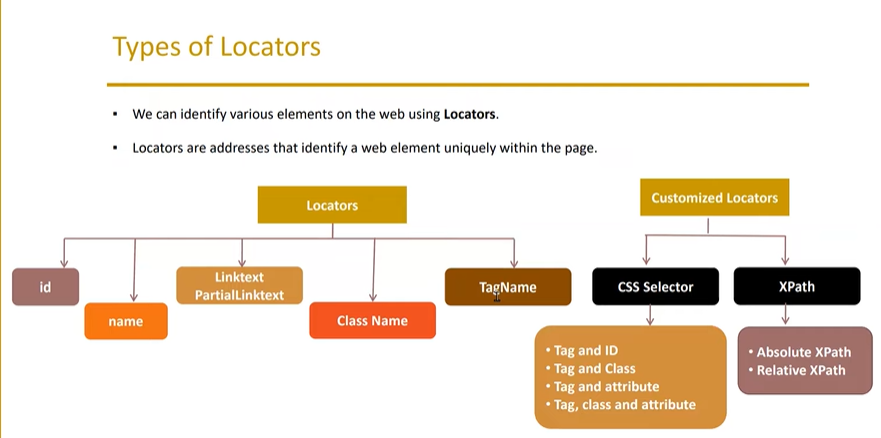 Types of Locators
▪ We can identify various elements on the web using Locators.
▪ Locators are addresses that identify a web element uniquely within the page.
Locators
Customized Locators
id
name
Linktext
PartialLinktext
Class Name
TagName
CSS Selector
XPath
• Tag and ID
• Tag and Class
• Tag and attribute
• Tag, class and attribute
• Absolute XPath
• Relative XPath